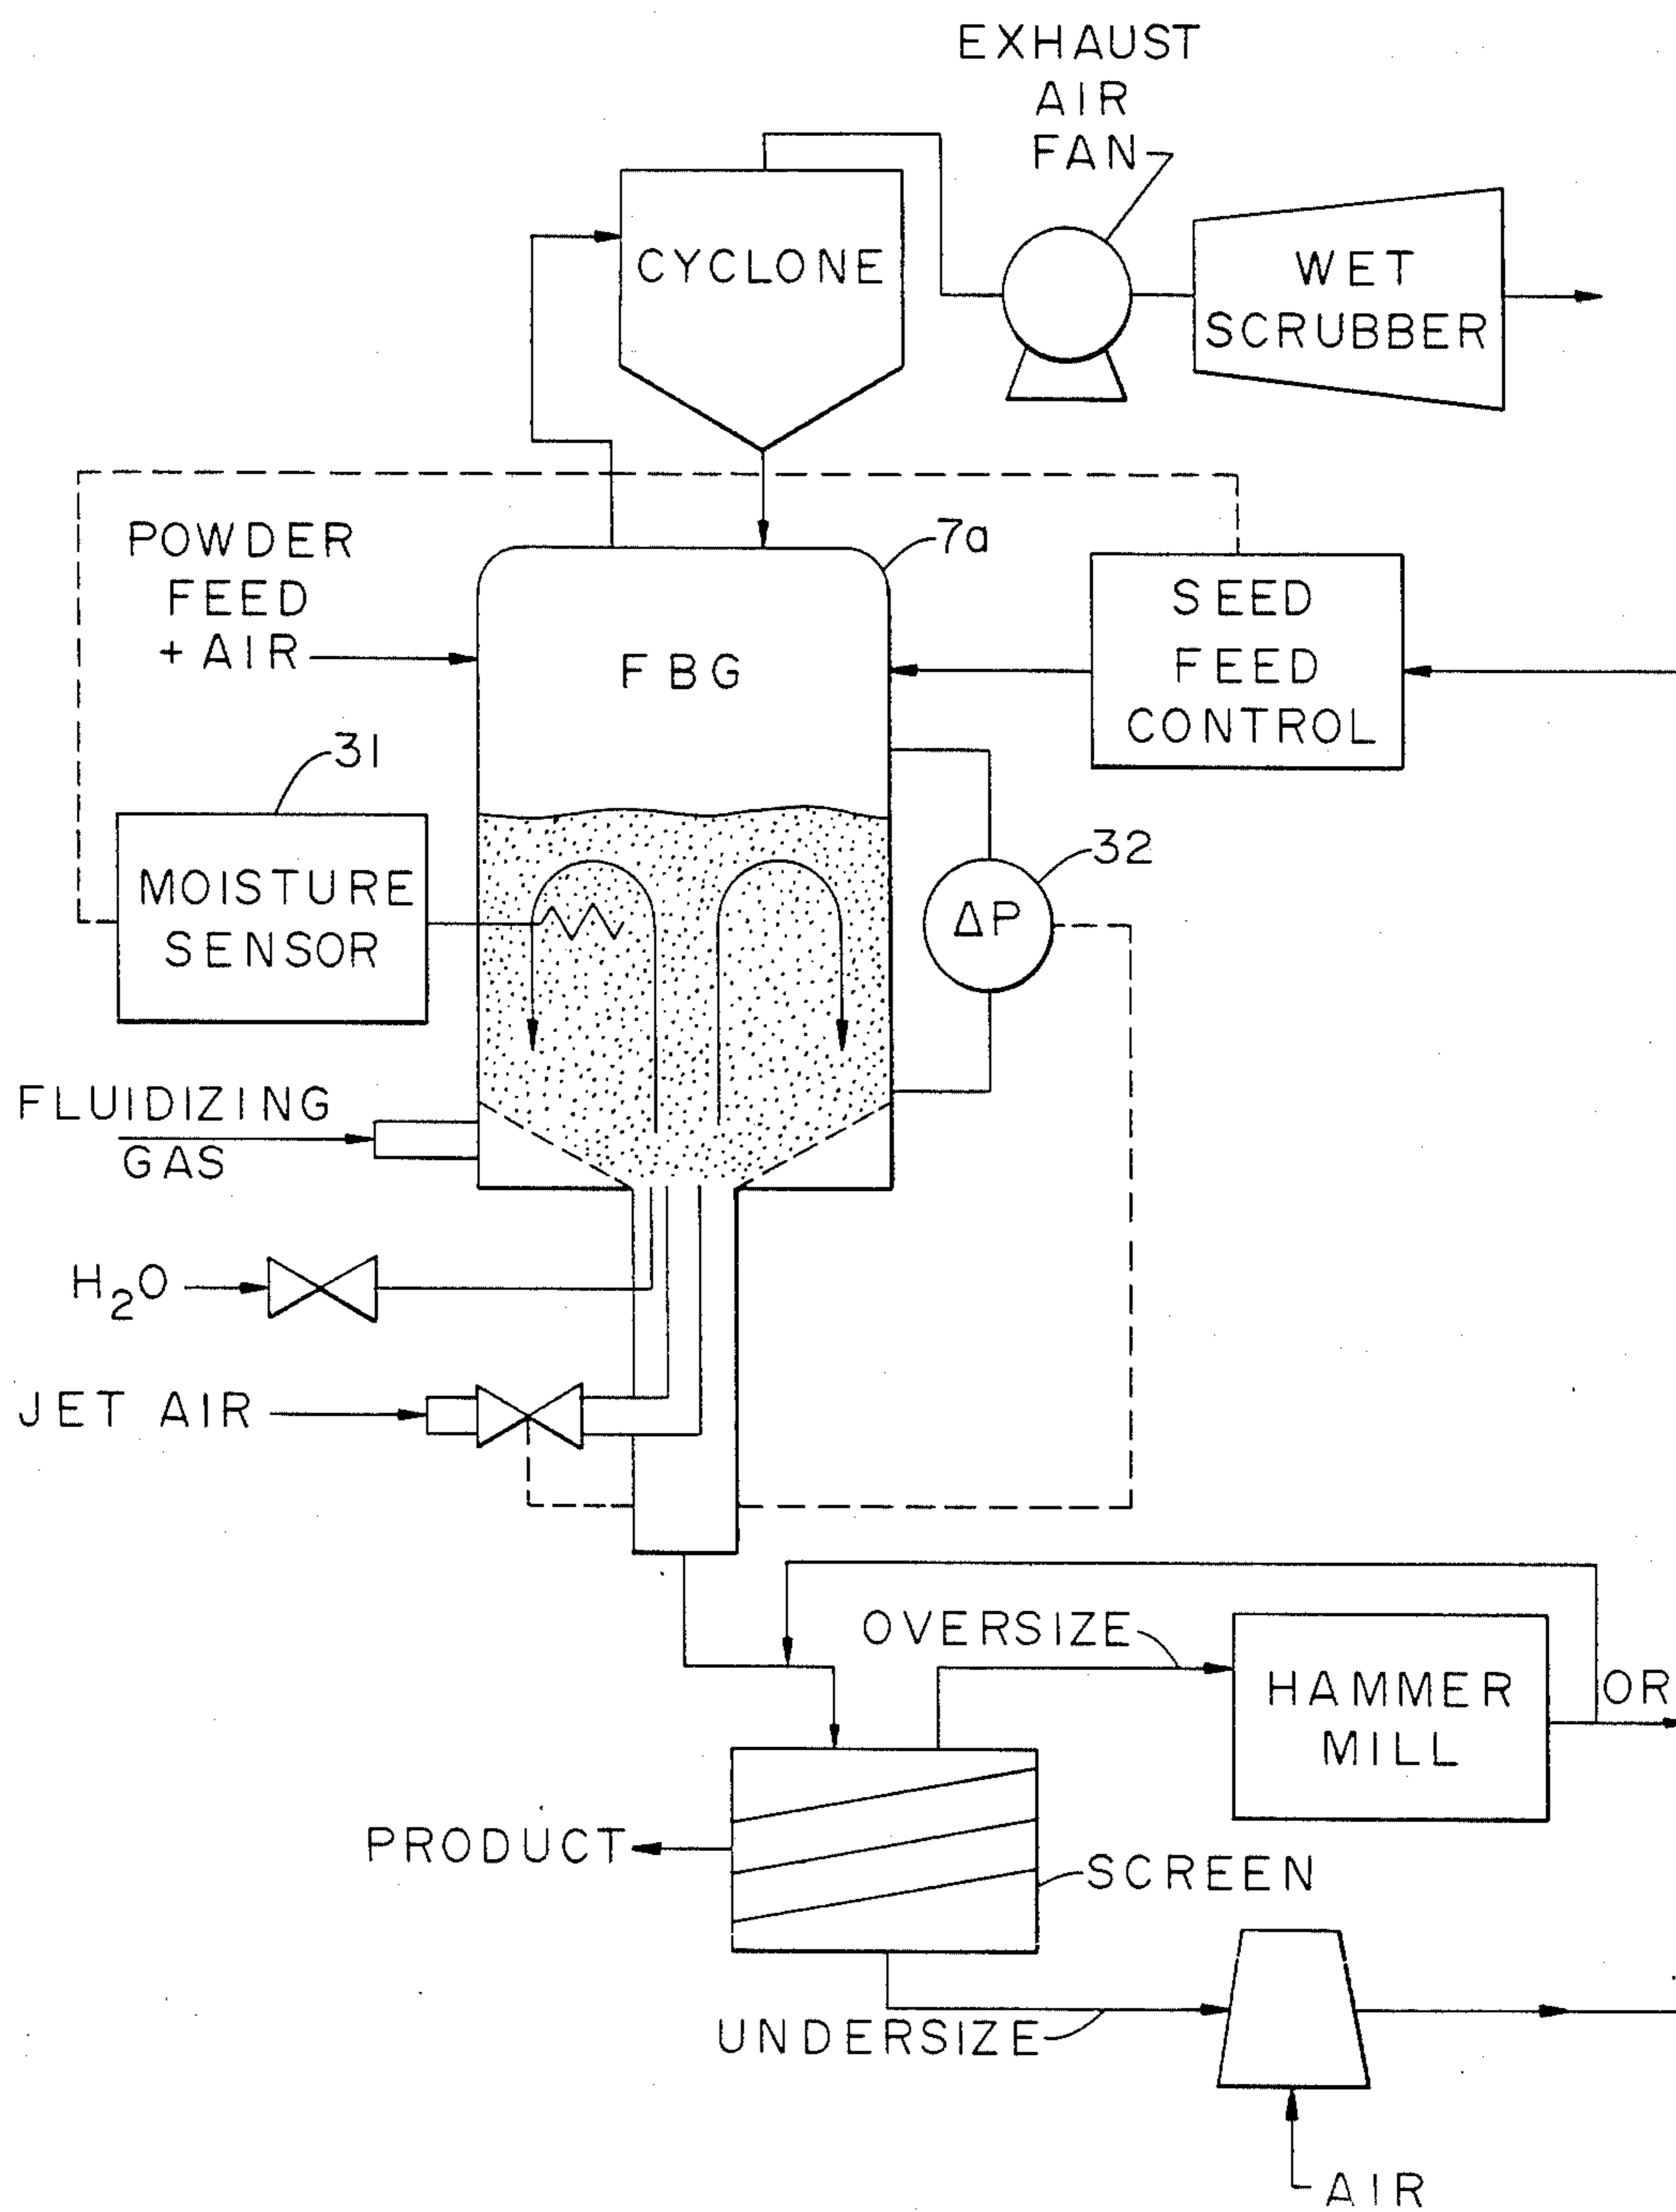 EXHAUST
AIR
FAN
CYCLONE
WET
SCRUBBER
POWDER
FEED
+ AIR
7a
FBG
SEED
FEED
CONTROL
31
MOISTURE
SENSOR
32
ΔP
FLUIDIZING
GAS
H₂O
JET AIR
OVERSIZE
HAMMER
MILL
OR
PRODUCT
SCREEN
UNDERSIZE
AIR